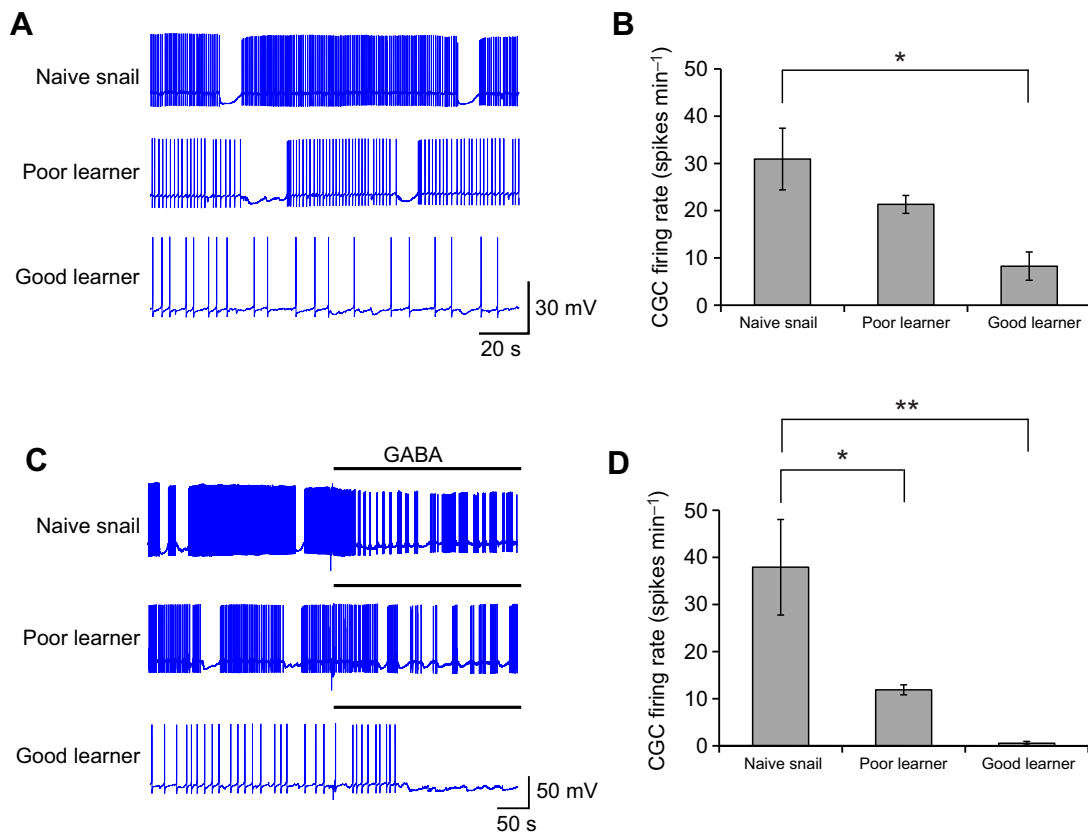 A
Naive snail
Poor learner
Good learner
30 mV
20 s
B
*
CGC firing rate (spikes min⁻¹)
50
40
30
20
10
0
Naive snail
Poor learner
Good learner
C
GABA
Naive snail
Poor learner
Good learner
50 mV
50 s
D
**
*
CGC firing rate (spikes min⁻¹)
50
40
30
20
10
0
Naive snail
Poor learner
Good learner